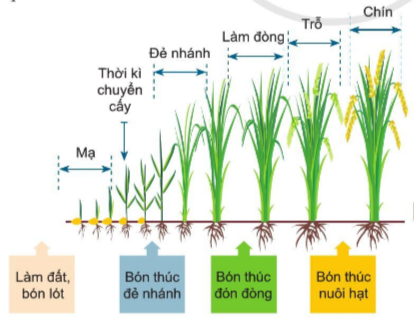 Mạ
Thời kì
chuyển
cấy
Đẻ nhánh
Làm đòng
Trỗ
Chín
Làm đất,
bón lót
Bón thúc
đẻ nhánh
Bón thúc
đón đòng
Bón thúc
nuôi hạt